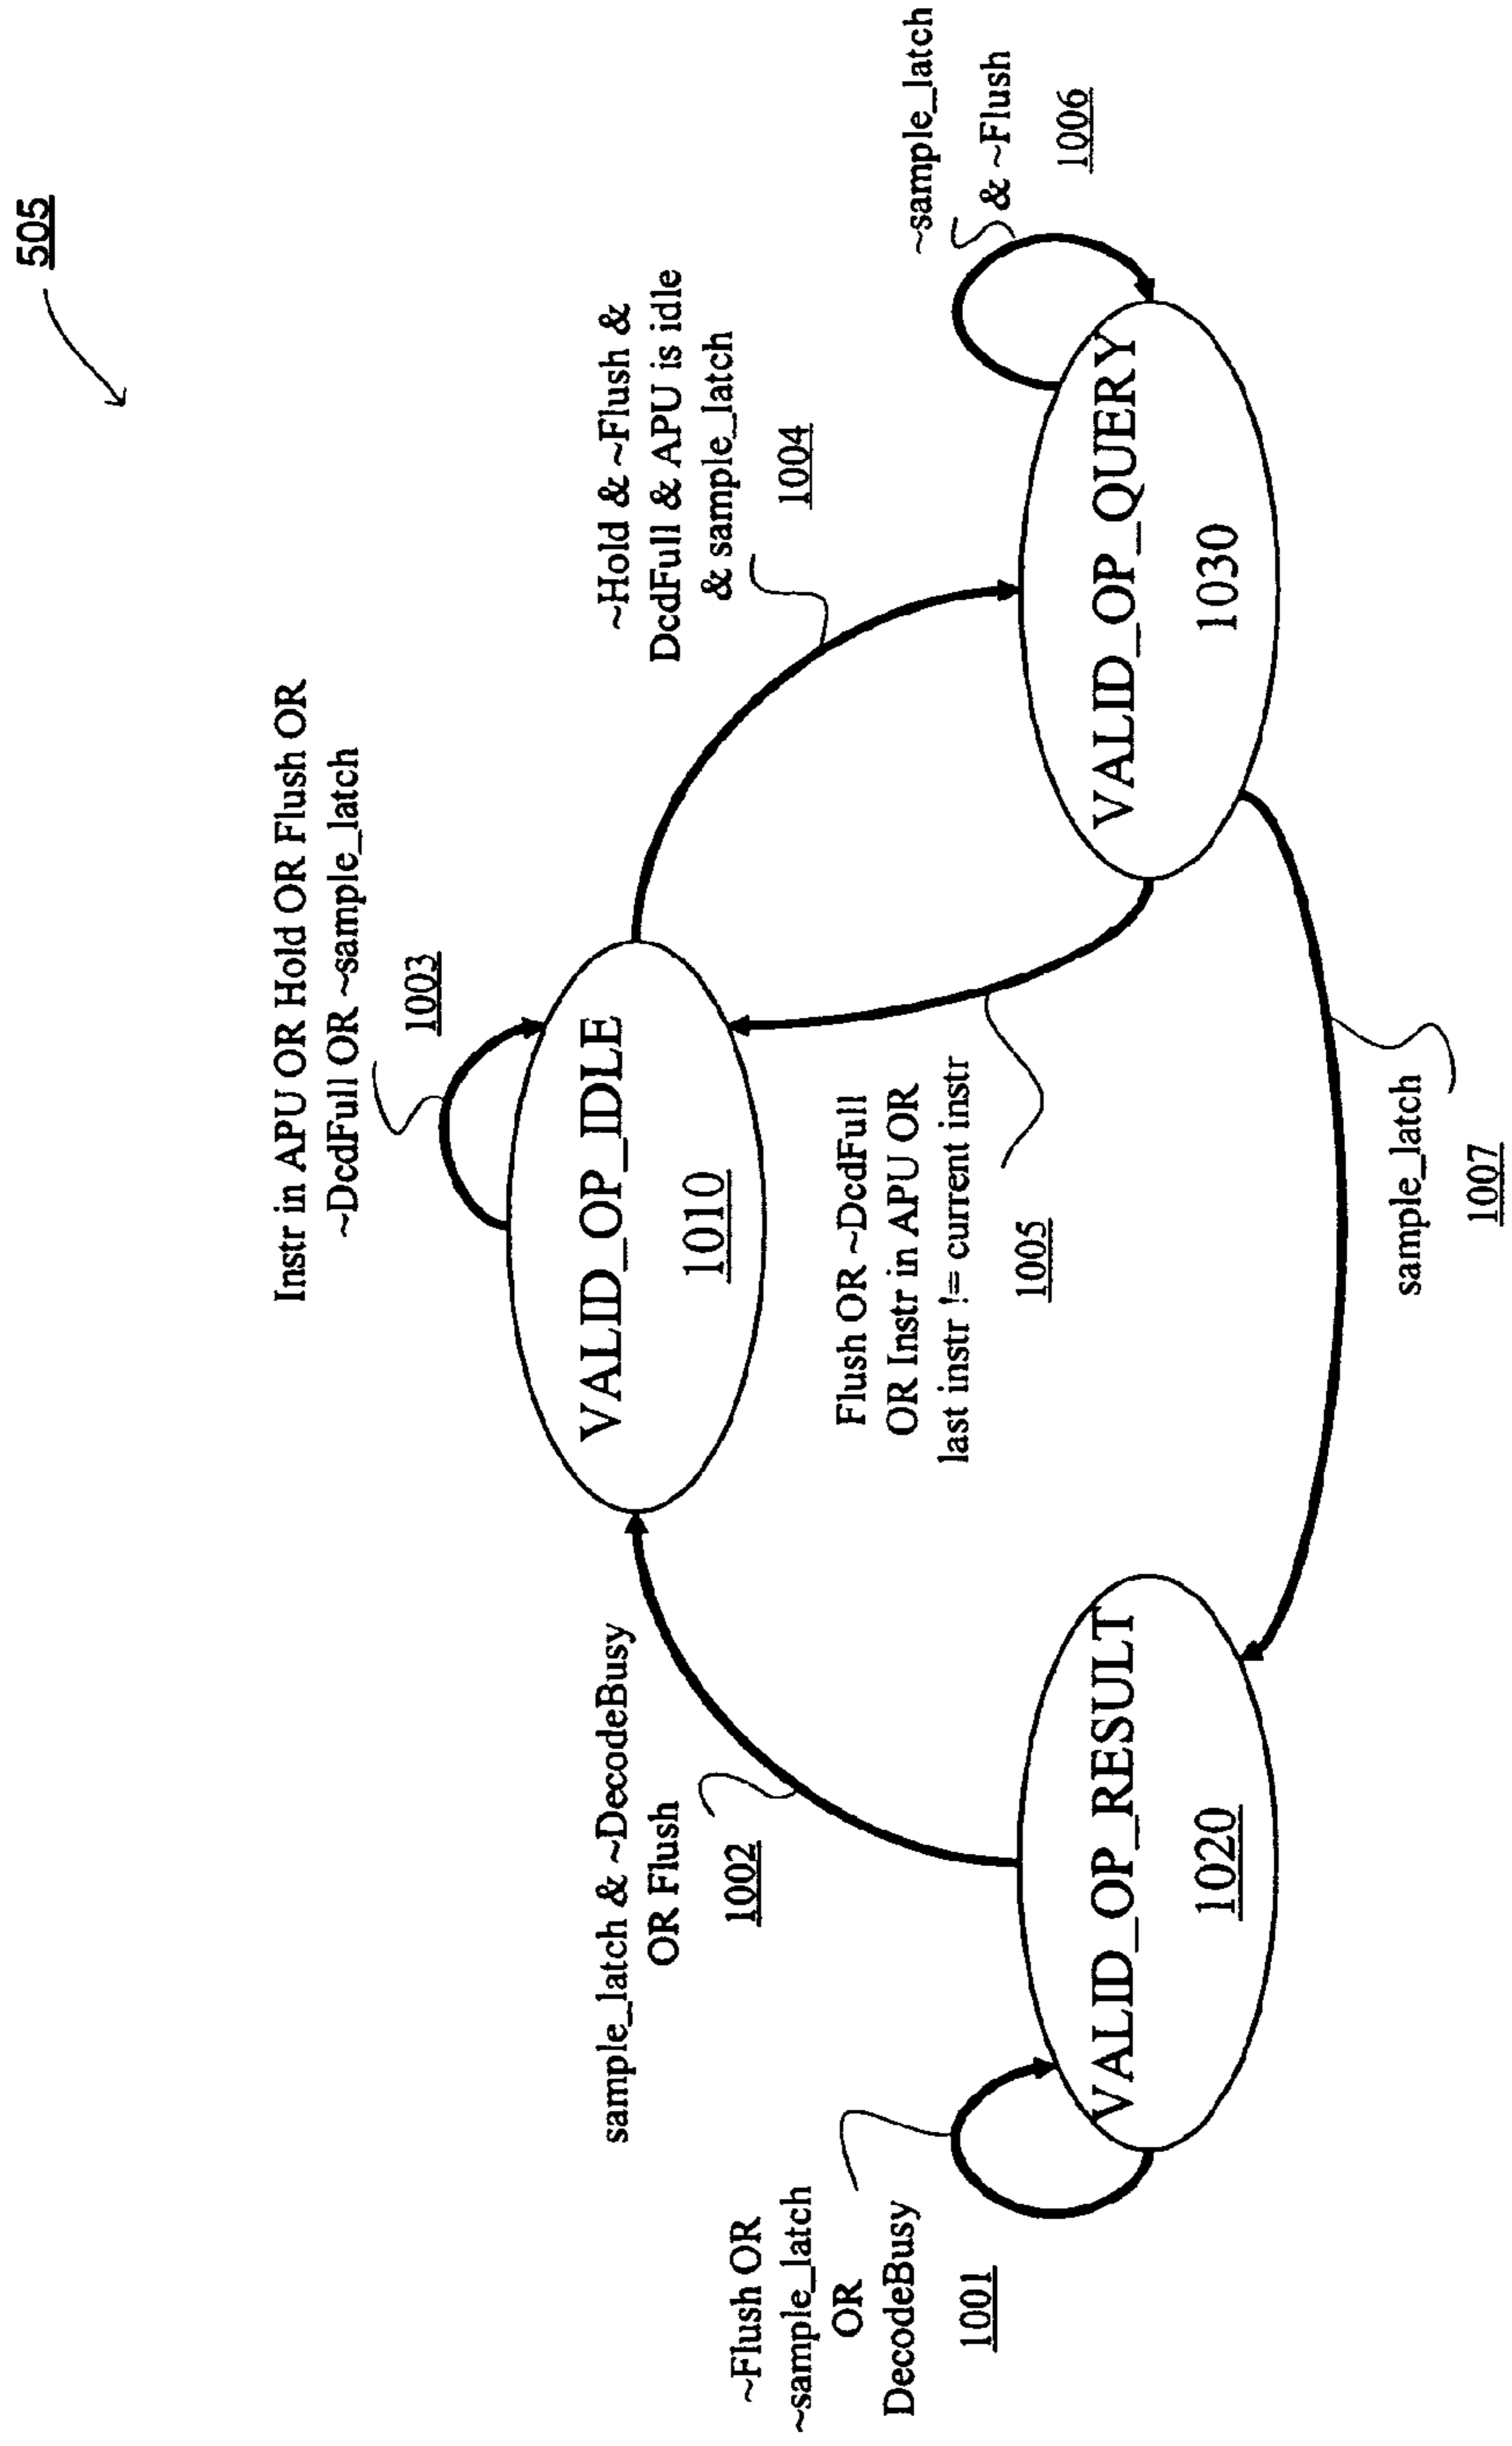 505
Instr in APU OR Hold OR Flush OR
~DcdFull OR ~sample_latch
1003
~Hold & ~Flush &
DcdFull & APU is idle
& sample_latch
1004
~sample_latch
& ~Flush
1006
sample_latch & ~DecodeBusy
OR Flush
1002
VALID_OP_IDLE
1010
~Flush OR
~sample_latch
OR
DecodeBusy
1001
Flush OR ~DcdFull
OR Instr in APU OR
last instr != current instr
1005
VALID_OP_RESULT
1020
VALID_OP_QUERY
1030
sample_latch
1007